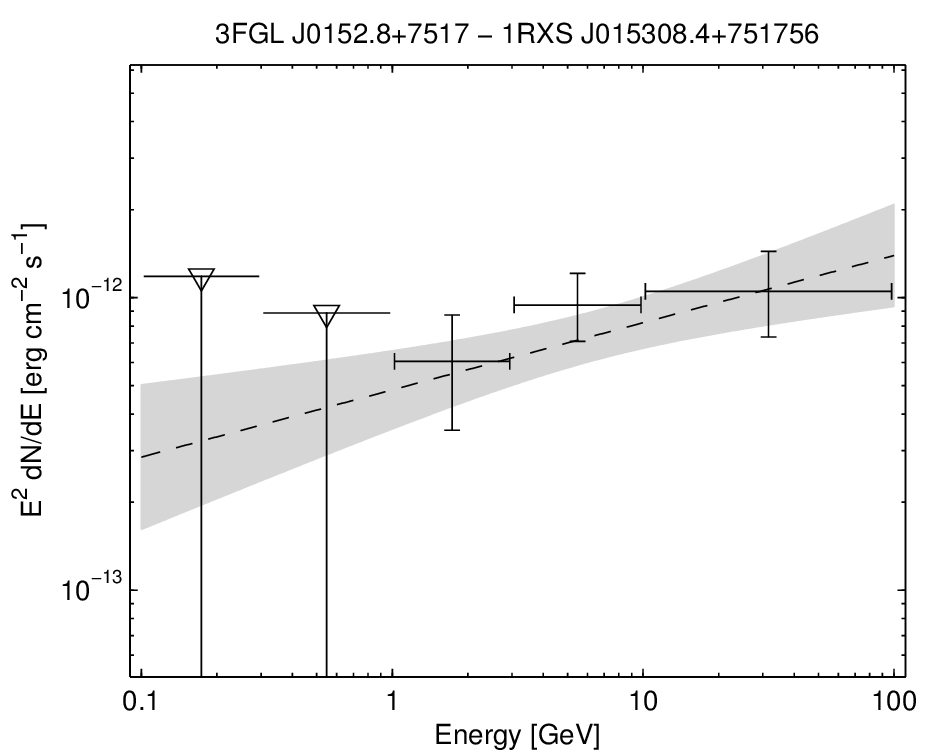 3FGL J0152.8+7517 − 1RXS J015308.4+751756
E² dN/dE [erg cm⁻² s⁻¹]
10⁻¹²
10⁻¹³
0.1 1 10 100
Energy [GeV]